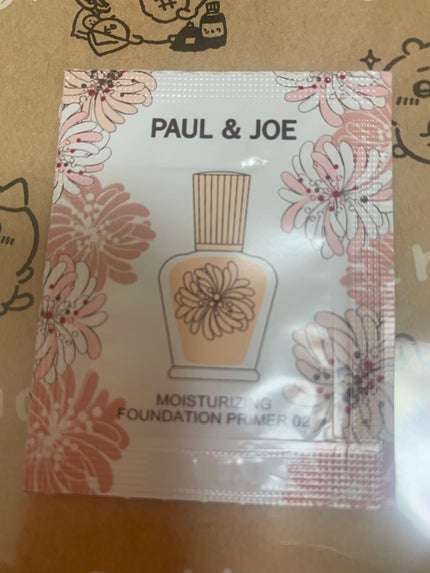 PAUL & JOE
MOISTURIZING
FOUNDATION PRIMER 02